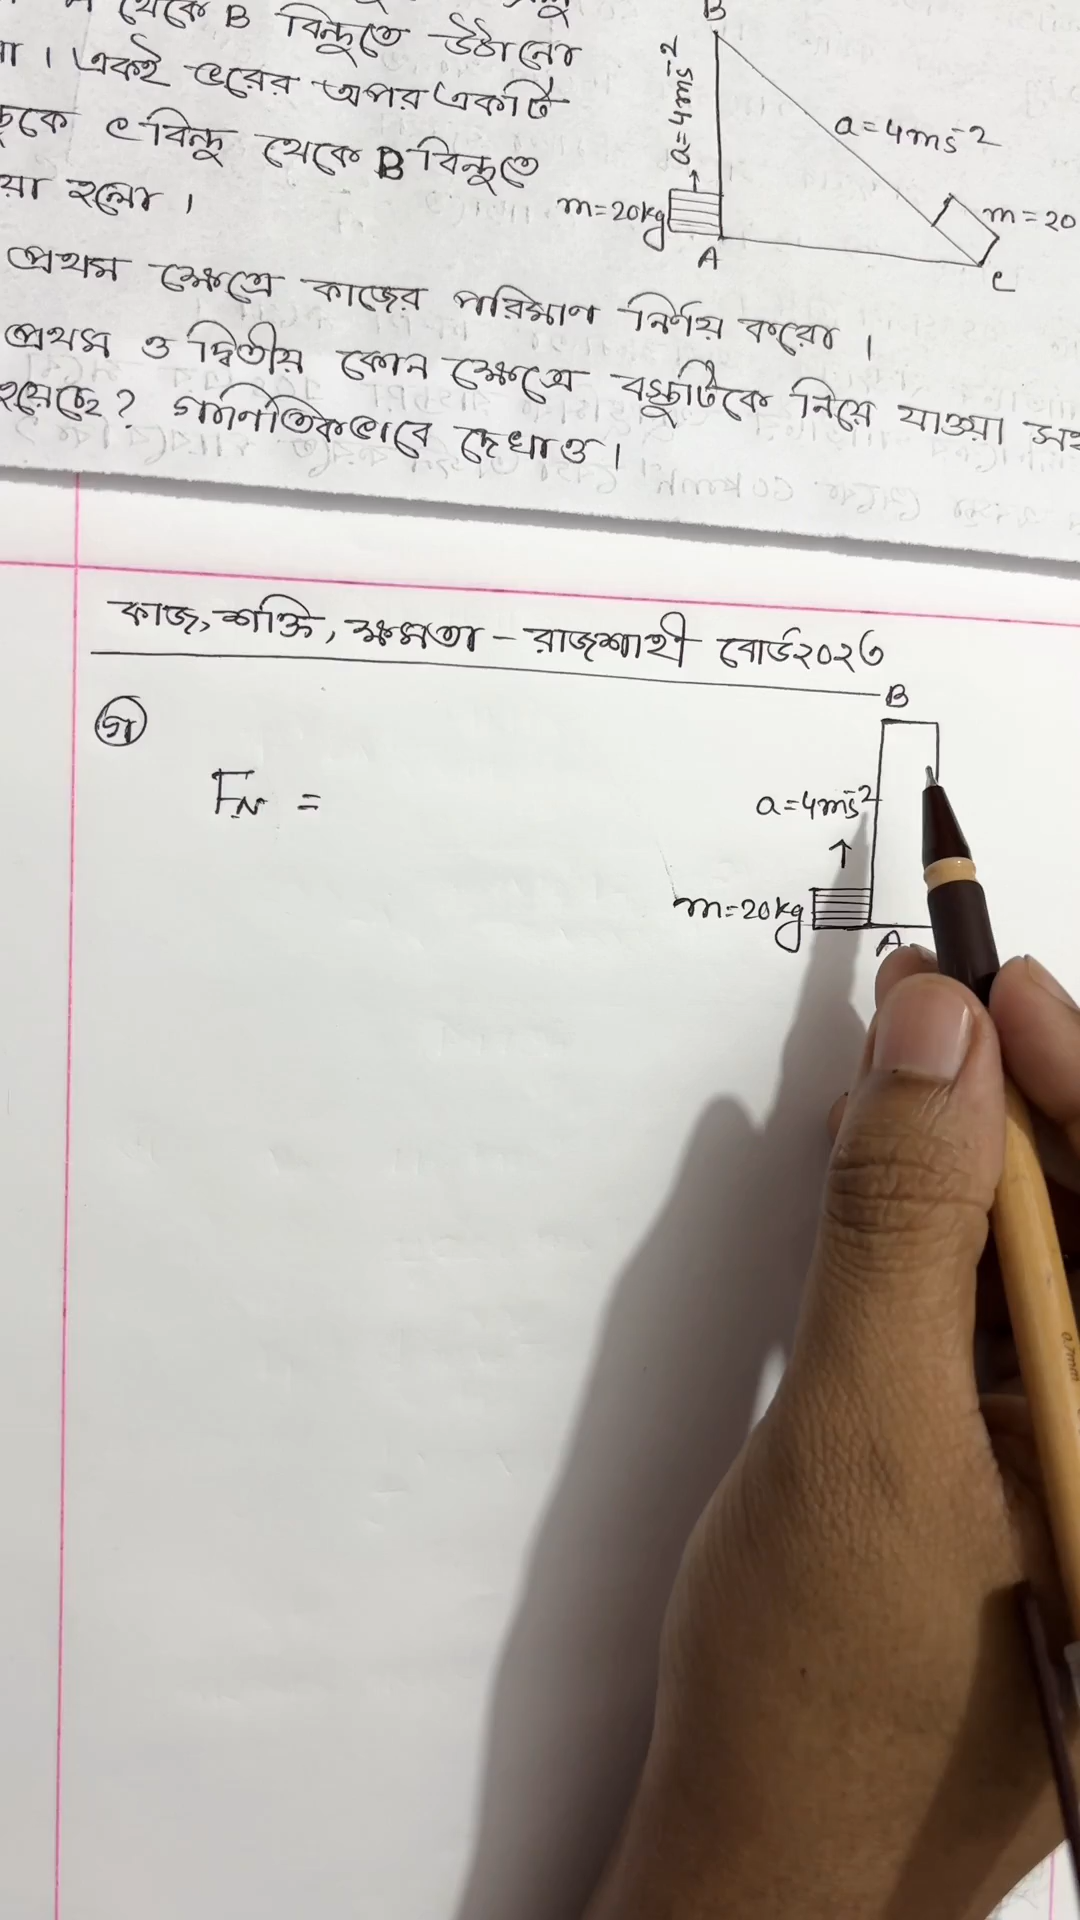 থেকে B বিন্দুতে উঠানো
। একই ভরের অপর একটি
কে c বিন্দু থেকে B বিন্দুতে
য়া হলো ।
B
a=4ms⁻²
a=4ms⁻²
m=20kg
m=20
A
c
প্রথম ক্ষেত্রে কাজের পরিমাণ নির্ণয় করো ।
প্রথম ও দ্বিতীয় কোন ক্ষেত্রে বস্তুটিকে নিয়ে যাওয়া সহ
হয়েছে? গাণিতিকভাবে দেখাও।
কাজ, শক্তি, ক্ষমতা - রাজশাহী বোর্ড ২০২৩
গ
B
F_N =
a=4ms⁻²
m=20kg
A